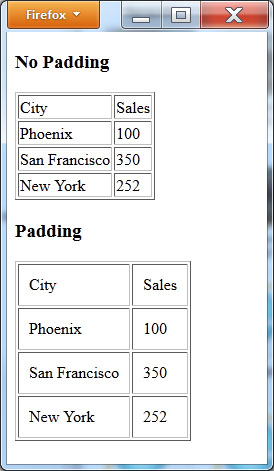 Firefox
No Padding
City Sales
Phoenix 100
San Francisco 350
New York 252
Padding
City Sales
Phoenix 100
San Francisco 350
New York 252